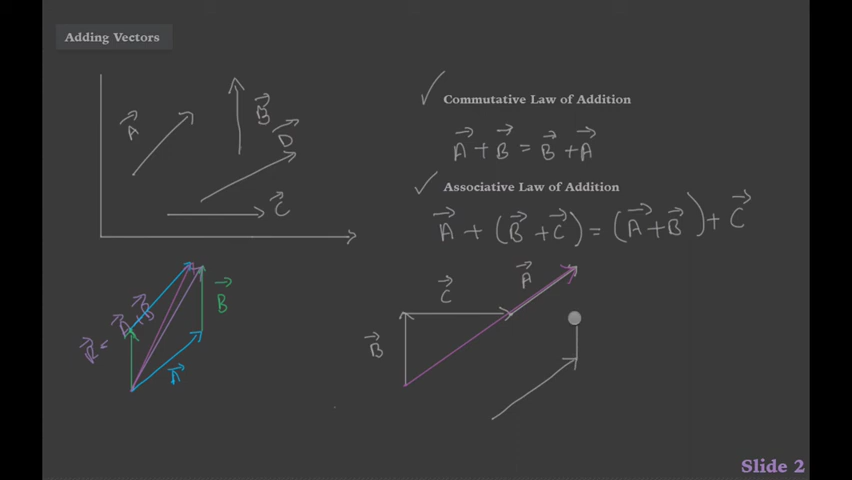 Adding Vectors
A
B
D
C
Commutative Law of Addition
A + B = B + A
Associative Law of Addition
A + (B + C) = (A + B) + C
R = A + B
B
A
C
A
B
Slide 2